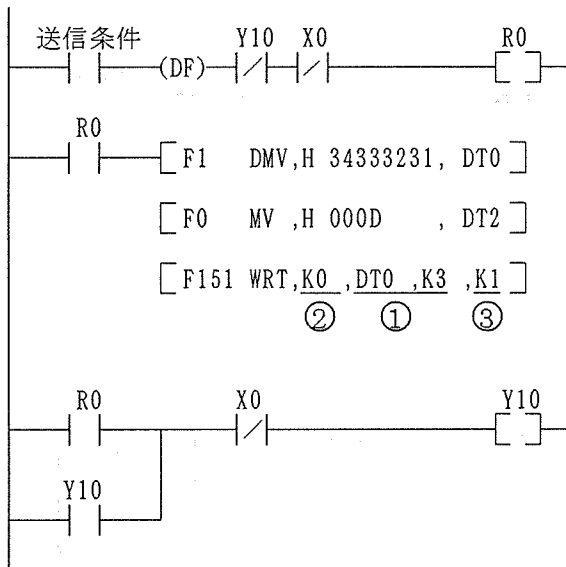 送信条件
(DF) Y10 X0 R0
R0
F1 DMV,H 34333231, DT0
F0 MV ,H 000D , DT2
F151 WRT,K0 ,DT0 ,K3 ,K1
② ① ③
R0 X0 Y10
Y10